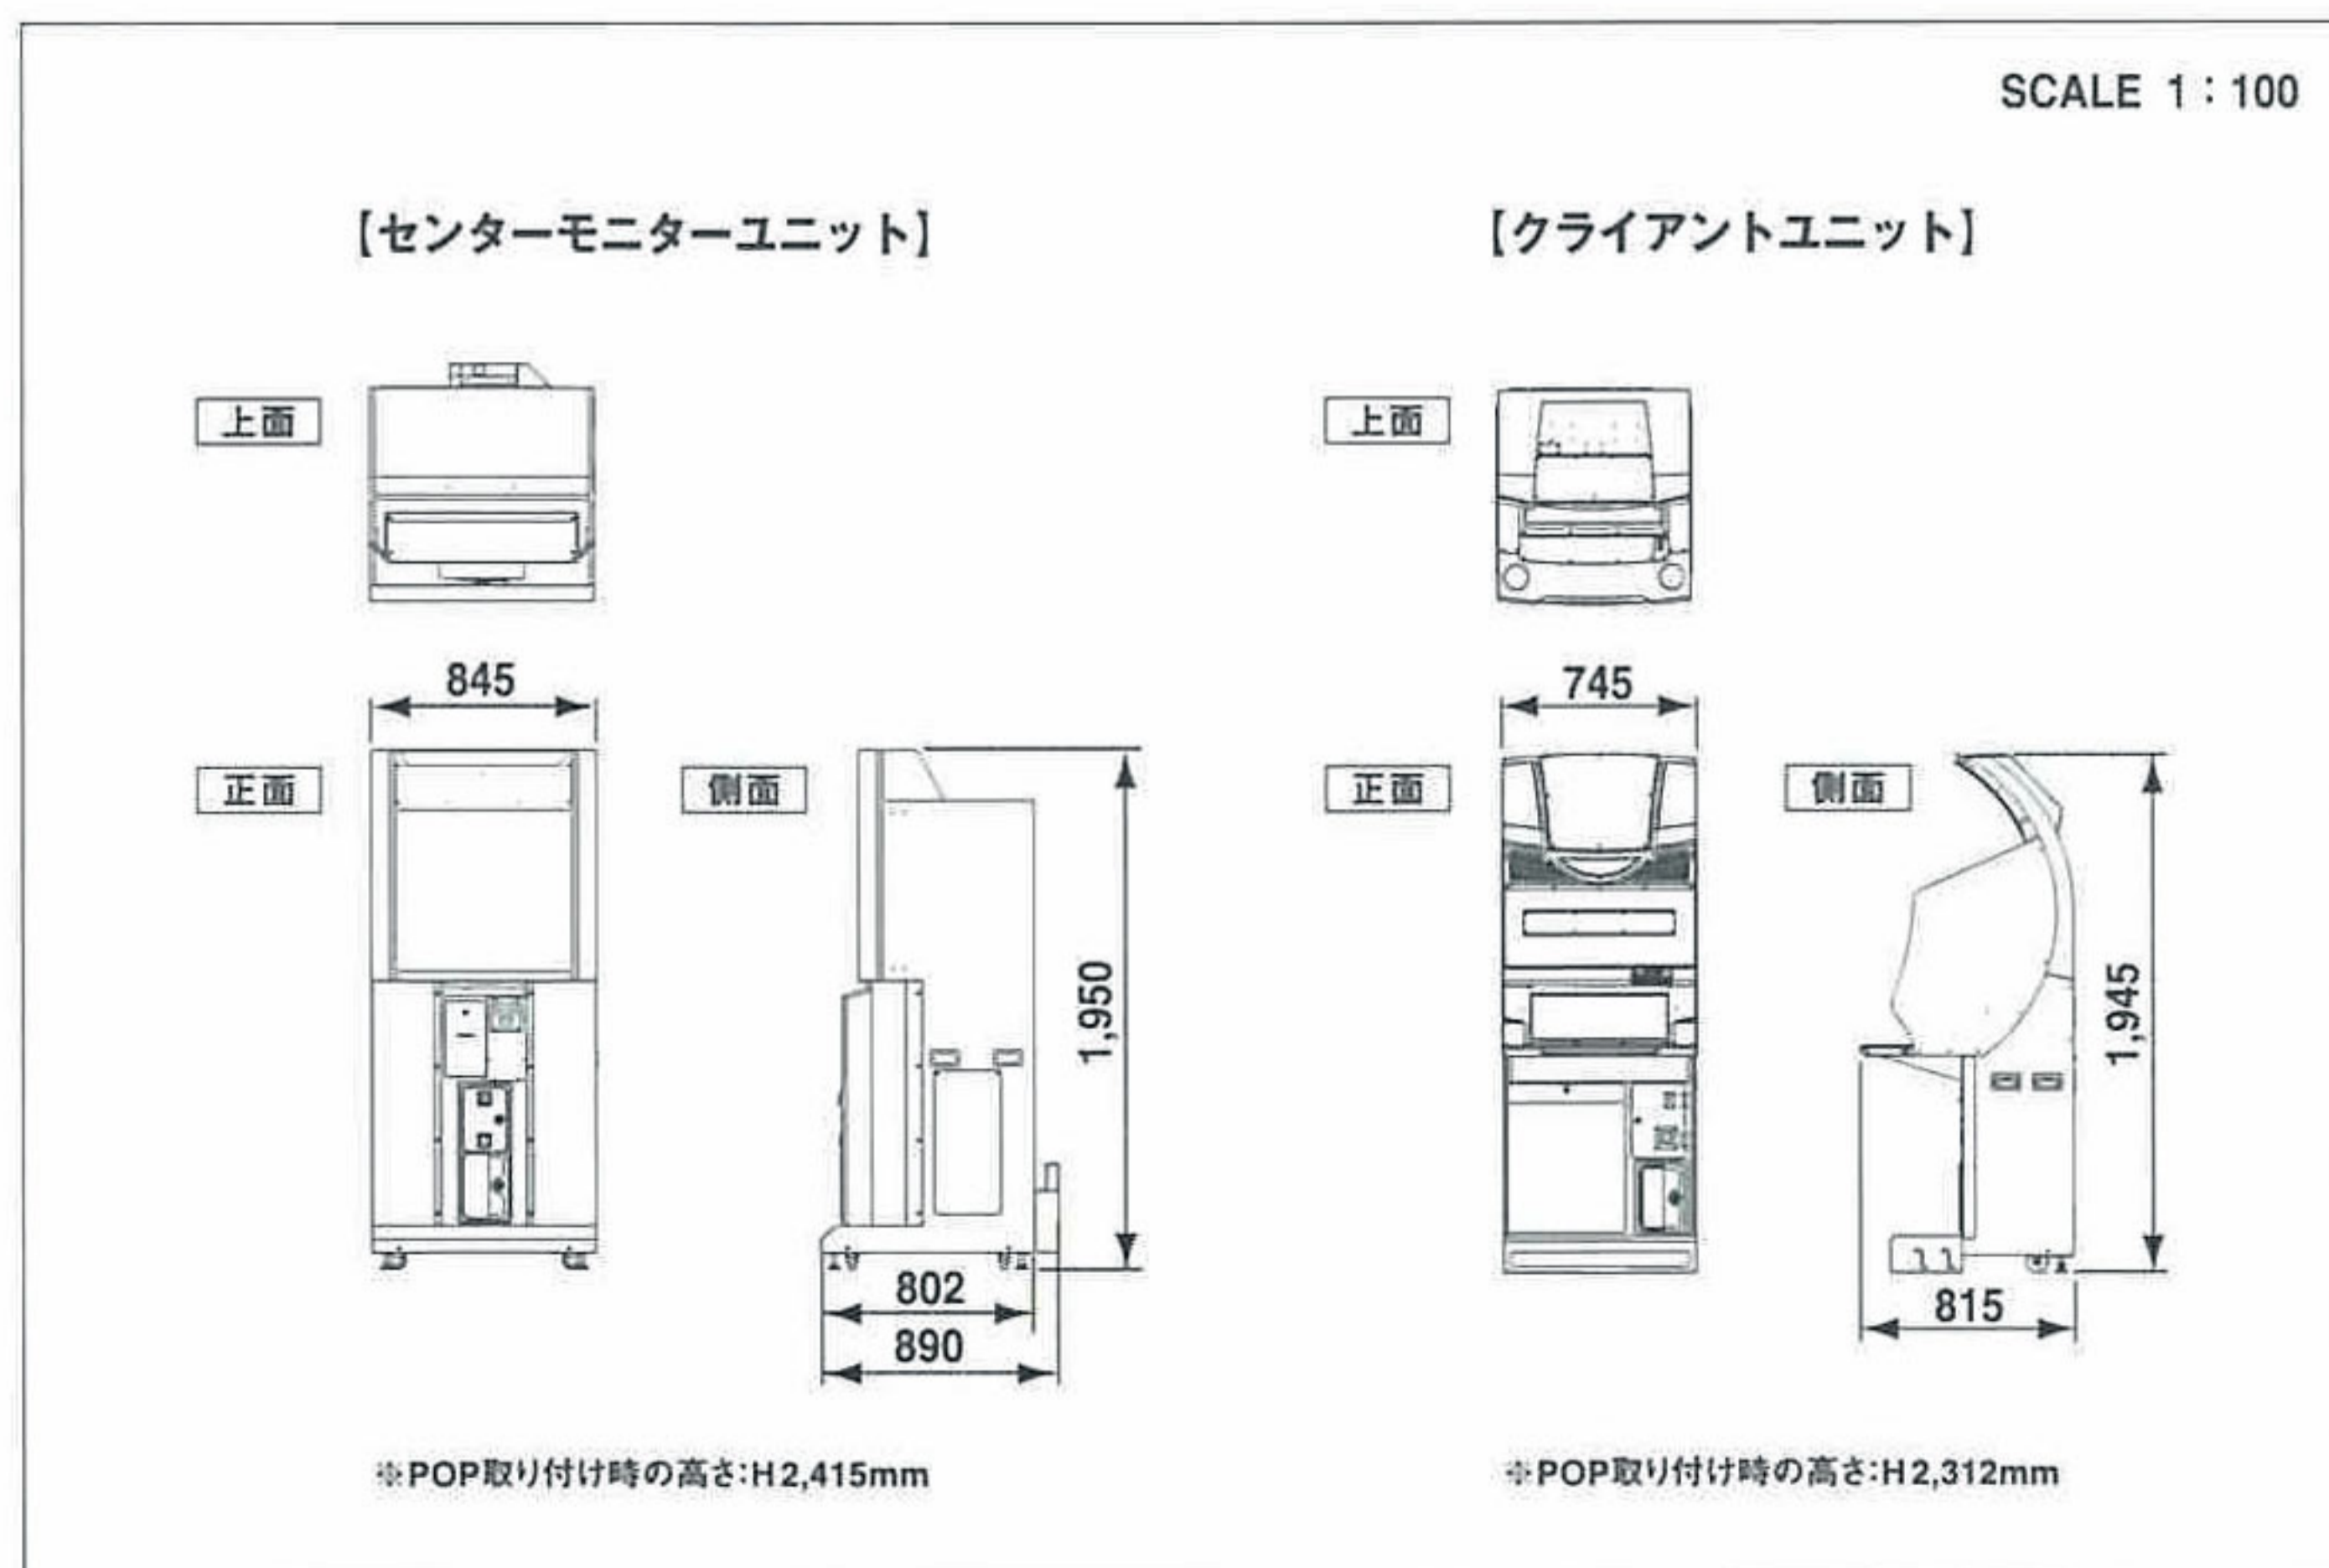 SCALE 1：100
【センターモニターユニット】
上面
845
正面
側面
1,950
802
890
※POP取り付け時の高さ：H2,415mm
【クライアントユニット】
上面
745
正面
側面
1,945
815
※POP取り付け時の高さ：H2,312mm